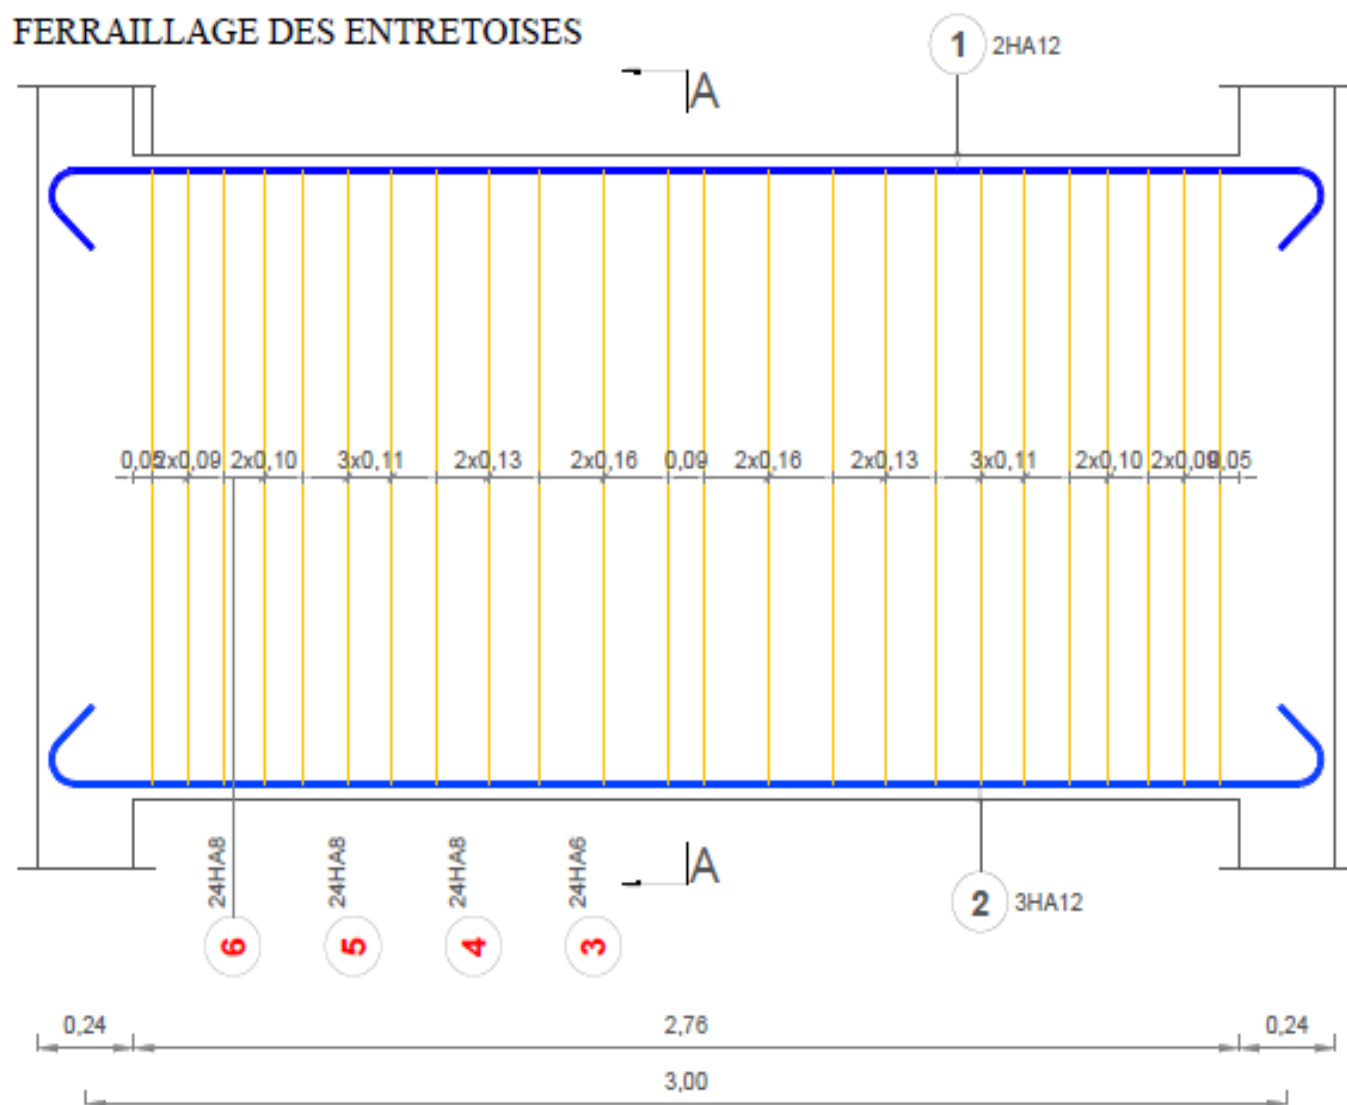 FERRAILLAGE DES ENTRETOISES
1 2HA12
A
0,05 2x0,09 2x0,10 3x0,11 2x0,13 2x0,16 0,09 2x0,16 2x0,13 3x0,11 2x0,10 2x0,09 0,05
24HA8 24HA8 24HA8 24HA6
A
2 3HA12
6 5 4 3
0,24 2,76 0,24
3,00